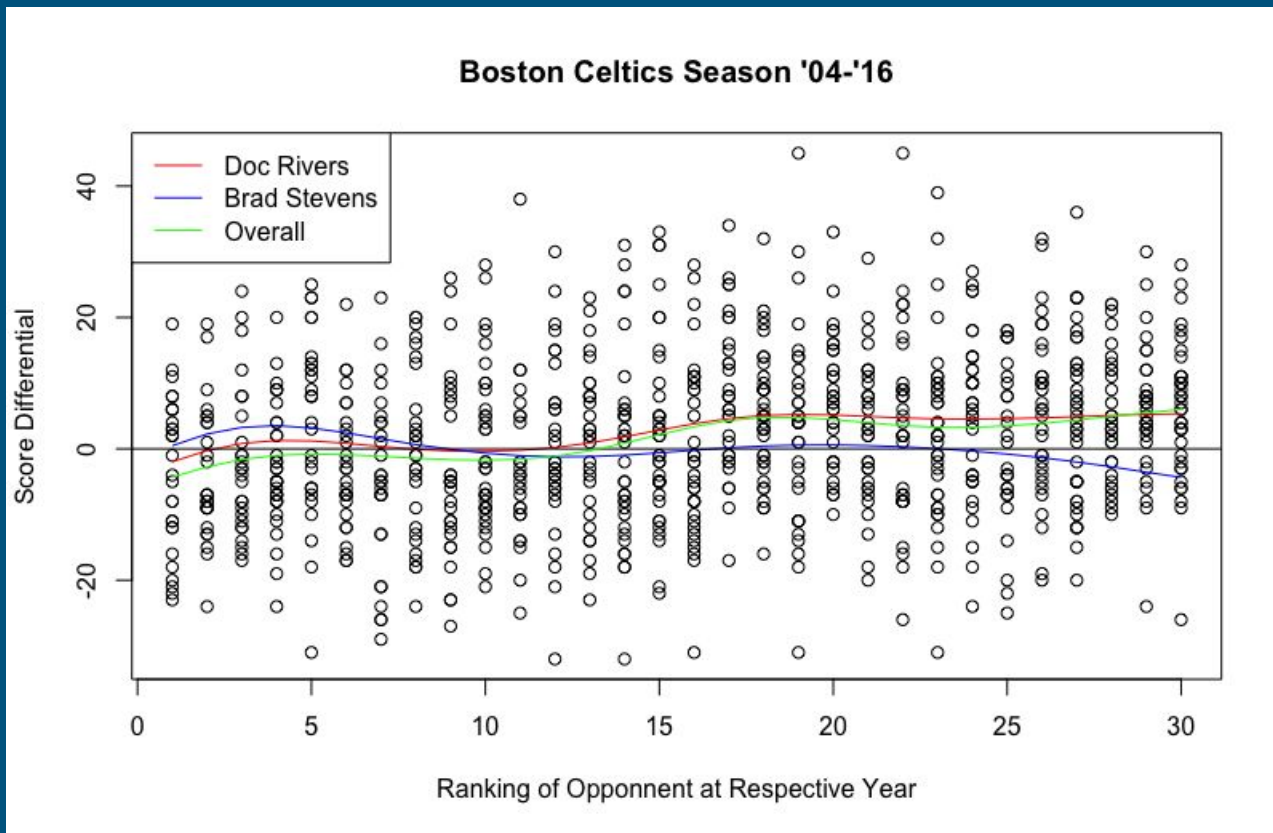 Boston Celtics Season '04-'16
Doc Rivers
Brad Stevens
Overall
Score Differential
40
20
0
-20
0 5 10 15 20 25 30
Ranking of Opponnent at Respective Year